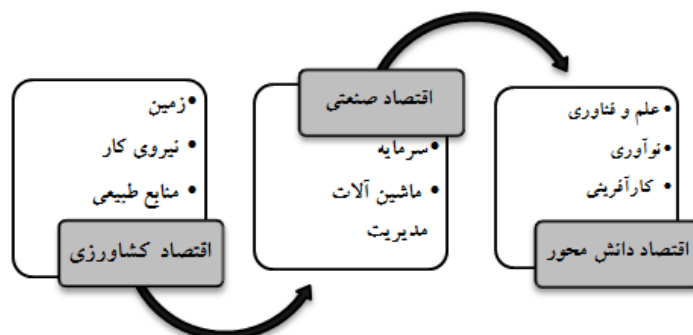 •زمین
• نیروی کار
• منابع طبیعی
اقتصاد کشاورزی
اقتصاد صنعتی
•سرمایه
• ماشین آلات
مدیریت
•علم و فناوری
•نوآوری
• کارآفرینی
اقتصاد دانش محور